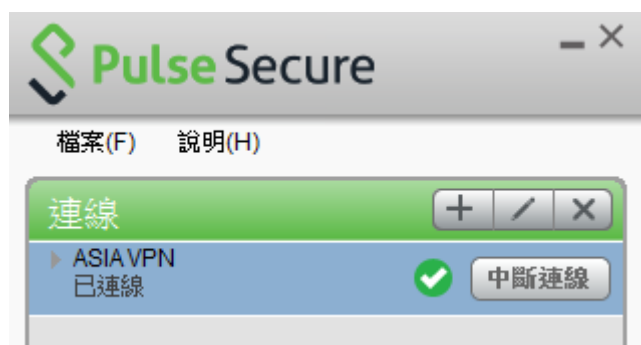 Pulse Secure
檔案(F) 說明(H)
連線
ASIA VPN
已連線
中斷連線